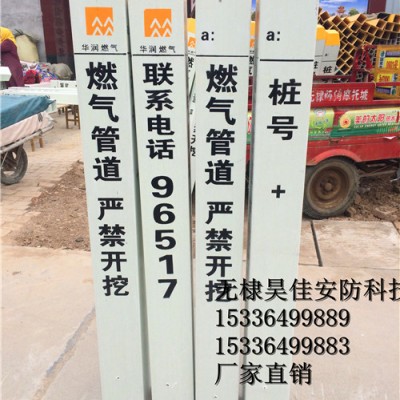 华润燃气
燃气管道 严禁开挖
华润燃气
联系电话 96517
a:
燃气管道 严禁开挖
a:
桩号 +
无棣昊佳安防科技
15336499889
15336499883
厂家直销